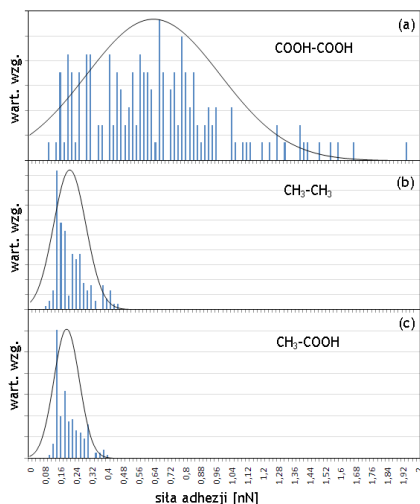 (a)
COOH-COOH
wart. wzg.
(b)
CH₃-CH₃
wart. wzg.
(c)
CH₃-COOH
wart. wzg.
0 0,08 0,16 0,24 0,32 0,4 0,48 0,56 0,64 0,72 0,8 0,88 0,96 1,04 1,12 1,2 1,28 1,36 1,44 1,52 1,6 1,68 1,76 1,84 1,92 2
siła adhezji [nN]